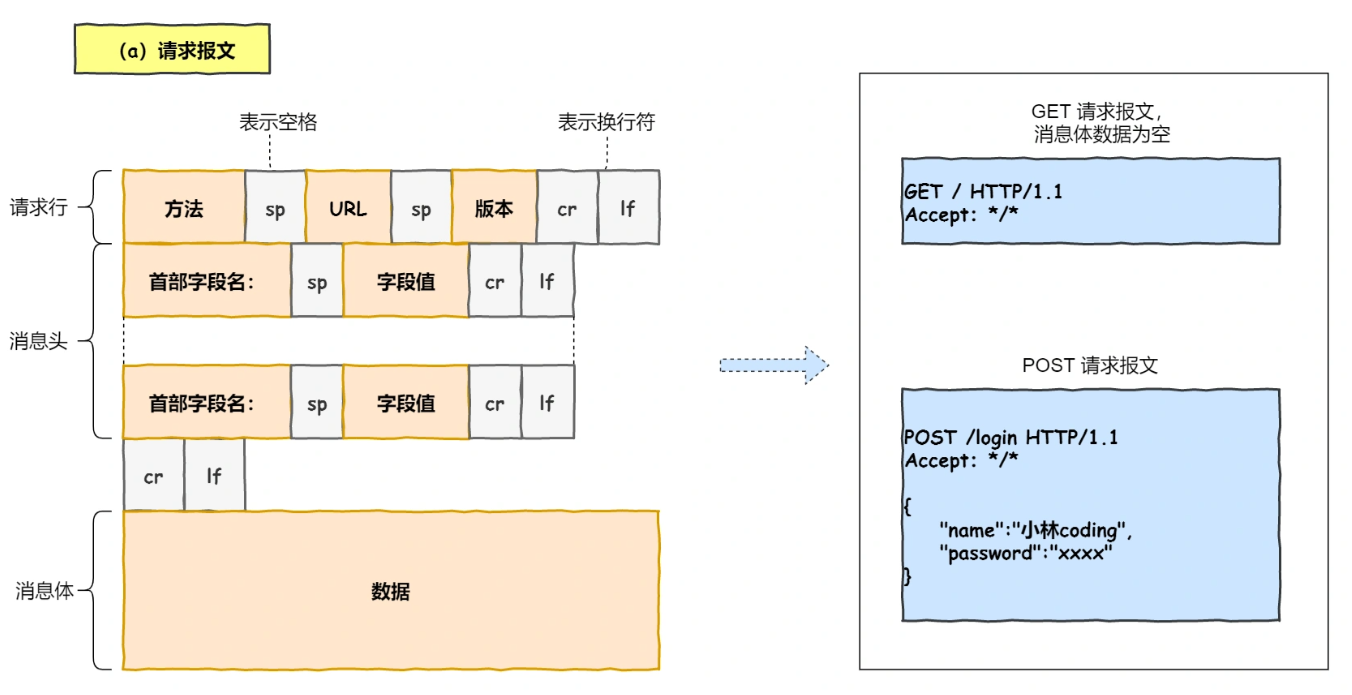 (a) 请求报文
表示空格
表示换行符
请求行
方法 sp URL sp 版本 cr lf
消息头
首部字段名: sp 字段值 cr lf
首部字段名: sp 字段值 cr lf
cr lf
消息体
数据
GET 请求报文,
消息体数据为空
GET / HTTP/1.1
Accept: */*
POST 请求报文
POST /login HTTP/1.1
Accept: */*
{
"name":"小林coding",
"password":"xxxx"
}